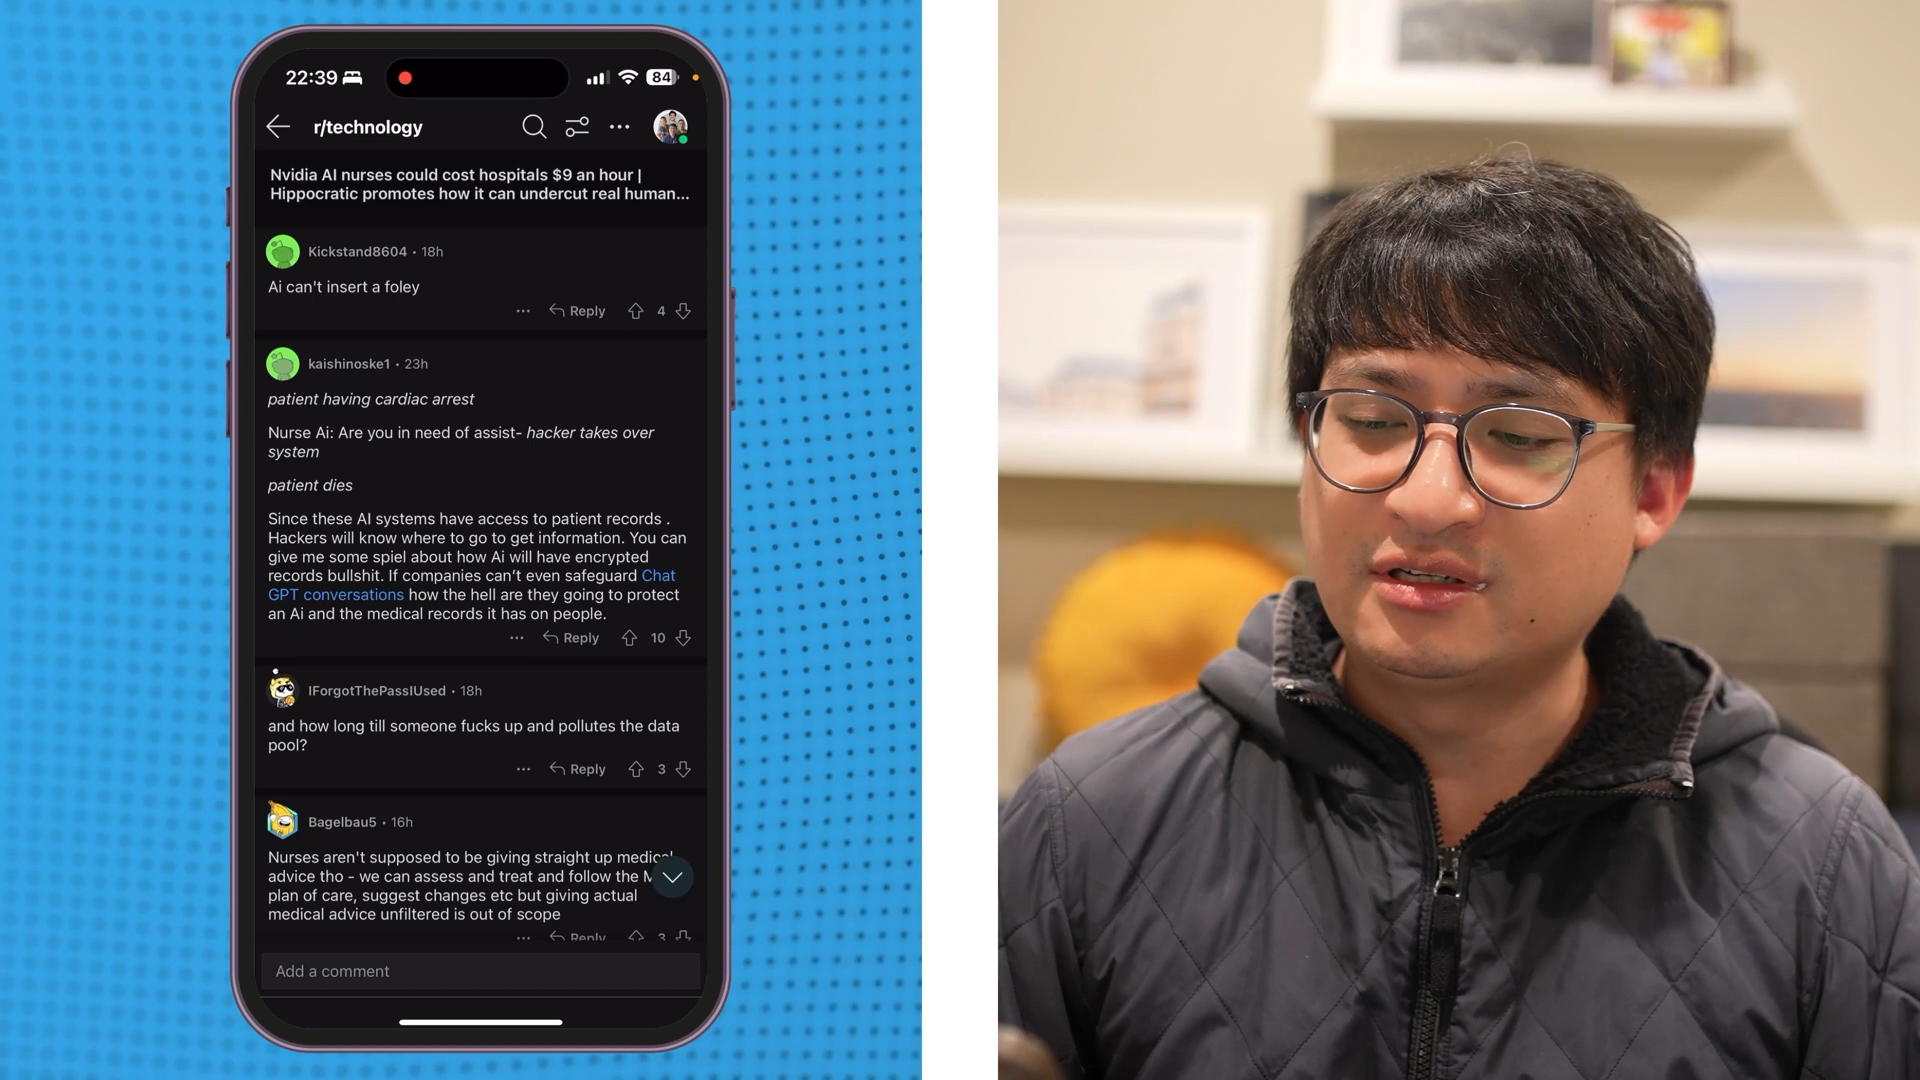 22:39
84
r/technology
Nvidia AI nurses could cost hospitals $9 an hour |
Hippocratic promotes how it can undercut real human...
Kickstand8604 • 18h
Ai can't insert a foley
... Reply 4
kaishinoske1 • 23h
patient having cardiac arrest
Nurse Ai: Are you in need of assist- hacker takes over
system
patient dies
Since these AI systems have access to patient records .
Hackers will know where to go to get information. You can
give me some spiel about how Ai will have encrypted
records bullshit. If companies can’t even safeguard Chat
GPT conversations how the hell are they going to protect
an Ai and the medical records it has on people.
... Reply 10
IForgotThePassIUsed • 18h
and how long till someone fucks up and pollutes the data
pool?
... Reply 3
Bagelbau5 • 16h
Nurses aren't supposed to be giving straight up medical
advice tho - we can assess and treat and follow the
plan of care, suggest changes etc but giving actual
medical advice unfiltered is out of scope
... Reply 3
Add a comment